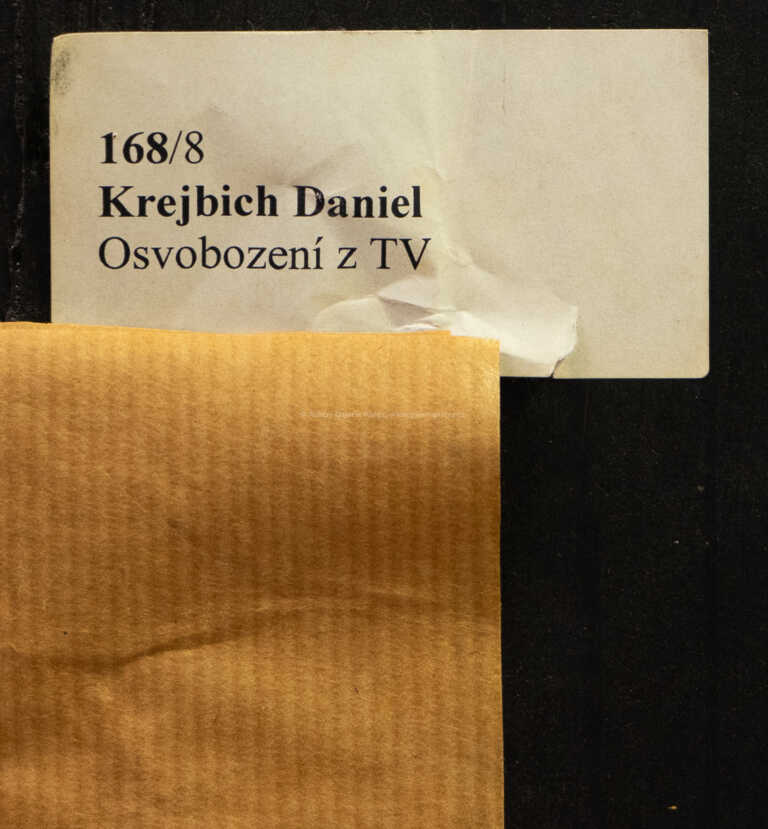 168/8
Krejbich Daniel
Osvobození z TV